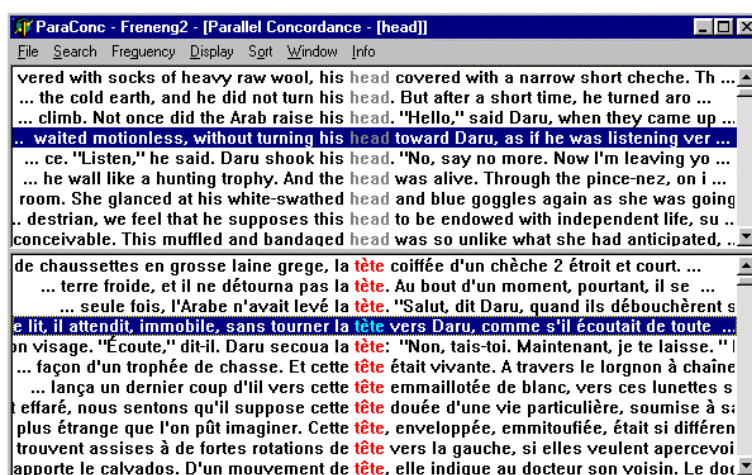 ParaConc - Freneng2 - [Parallel Concordance - [head]]
File Search Frequency Display Sort Window Info
vered with socks of heavy raw wool, his head covered with a narrow short cheche. Th ...
... the cold earth, and he did not turn his head. But after a short time, he turned aro ...
... climb. Not once did the Arab raise his head. "Hello," said Daru, when they came up ...
.. waited motionless, without turning his head toward Daru, as if he was listening ver ...
... ce. "Listen," he said. Daru shook his head. "No, say no more. Now I'm leaving yo ...
... he wall like a hunting trophy. And the head was alive. Through the pince-nez, on i ...
room. She glanced at his white-swathed head and blue goggles again as she was going
.. destrian, we feel that he supposes this head to be endowed with independent life, su ..
conceivable. This muffled and bandaged head was so unlike what she had anticipated, ..
de chaussettes en grosse laine grege, la tète coiffée d'un chèche 2 étroit et court. ...
... terre froide, et il ne détourna pas la tète. Au bout d'un moment, pourtant, il se ...
... seule fois, l'Arabe n'avait levé la tète. "Salut, dit Daru, quand ils débouchèrent s
e lit, il attendit, immobile, sans tourner la tète vers Daru, comme s'il écoutait de toute ...
on visage. "Écoute," dit-il. Daru secoua la tète: "Non, tais-toi. Maintenant, je te laisse. "
... façon d'un trophée de chasse. Et cette tête était vivante. A travers le lorgnon à chaine
... lança un dernier coup d'lil vers cette tête emmaillotée de blanc, vers ces lunettes s
t effaré, nous sentons qu'il suppose cette tête douée d'une vie particulière, soumise à sa
plus étrange que l'on pût imaginer. Cette tête, enveloppée, emmitoufiée, était si différen
trouvent assises à de fortes rotations de tête vers la gauche, si elles veulent apercevoi
apporte le calvados. D'un mouvement de tête, elle indique au docteur son voisin. Le doc